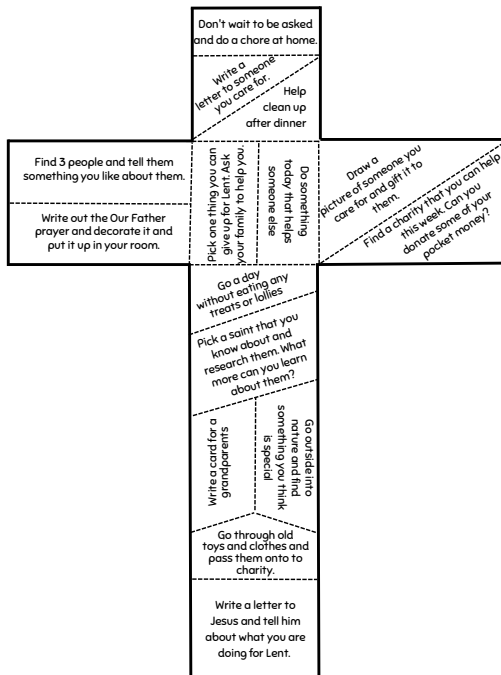 Don't wait to be asked
and do a chore at home.
Write a
letter to someone
you care for.
Help
clean up
after dinner
Find 3 people and tell them
something you like about them.
Write out the Our Father
prayer and decorate it and
put it up in your room.
Pick one thing you can
give up for Lent. Ask
your family to help you.
Do something
today that helps
someone else
Draw a
picture of someone you
care for and gift it to
them.
Find a charity that you can help
this week. Can you
donate some of your
pocket money?
Go a day
without eating any
treats or lollies
Pick a saint that you
know about and
research them. What
more can you learn
about them?
Write a card for a
grandparents
Go outside into
nature and find
something you think
is special
Go through old
toys and clothes and
pass them onto to
charity.
Write a letter to
Jesus and tell him
about what you are
doing for Lent.